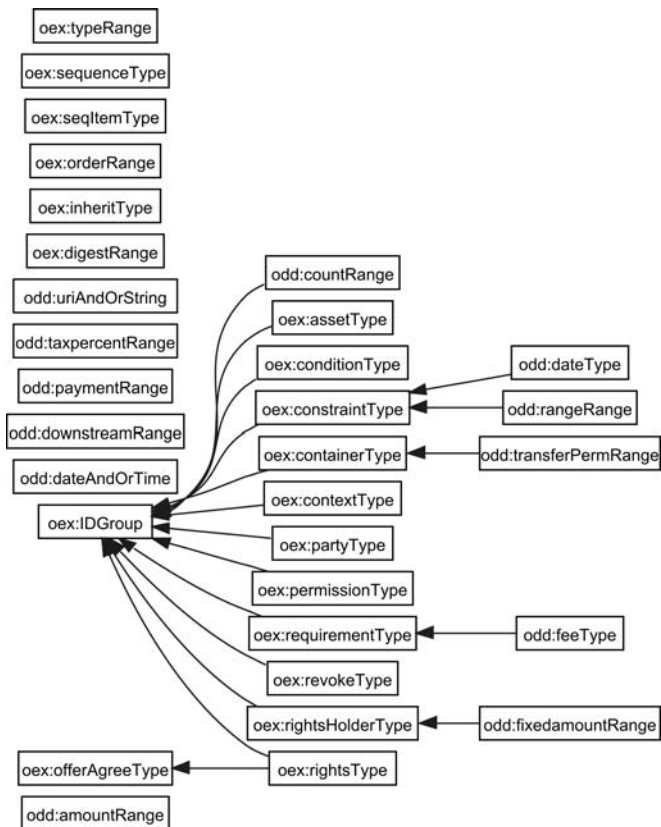 oex:typeRange
oex:sequenceType
oex:seqItemType
oex:orderRange
oex:inheritType
oex:digestRange
odd:uriAndOrString
odd:taxpercentRange
odd:paymentRange
odd:downstreamRange
odd:dateAndOrTime
oex:IDGroup
oex:offerAgreeType
odd:amountRange
odd:countRange
oex:assetType
oex:conditionType
oex:constraintType
oex:containerType
oex:contextType
oex:partyType
oex:permissionType
oex:requirementType
oex:revokeType
oex:rightsHolderType
oex:rightsType
odd:dateType
odd:rangeRange
odd:transferPermRange
odd:feeType
odd:fixedamountRange